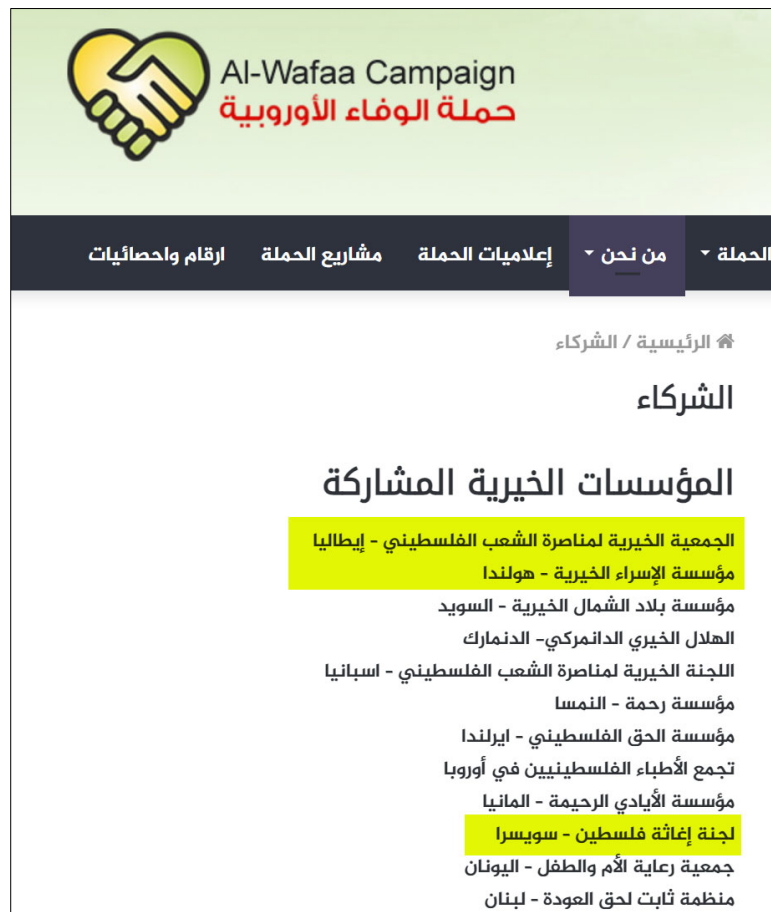 Al-Wafaa Campaign
حملة الوفاء الأوروبية
الحملة من نحن إعلاميات الحملة مشاريع الحملة ارقام واحصائيات
الرئيسية / الشركاء
الشركاء
المؤسسات الخيرية المشاركة
الجمعية الخيرية لمناصرة الشعب الفلسطيني - إيطاليا
مؤسسة الإسراء الخيرية - هولندا
مؤسسة بلاد الشمال الخيرية - السويد
الهلال الخيري الدانمركي- الدنمارك
اللجنة الخيرية لمناصرة الشعب الفلسطيني - اسبانيا
مؤسسة رحمة - النمسا
مؤسسة الحق الفلسطيني - ايرلندا
تجمع الأطباء الفلسطينيين في أوروبا
مؤسسة الأيادي الرحيمة - المانيا
لجنة إغاثة فلسطين - سويسرا
جمعية رعاية الأم والطفل - اليونان
منظمة ثابت لحق العودة - لبنان